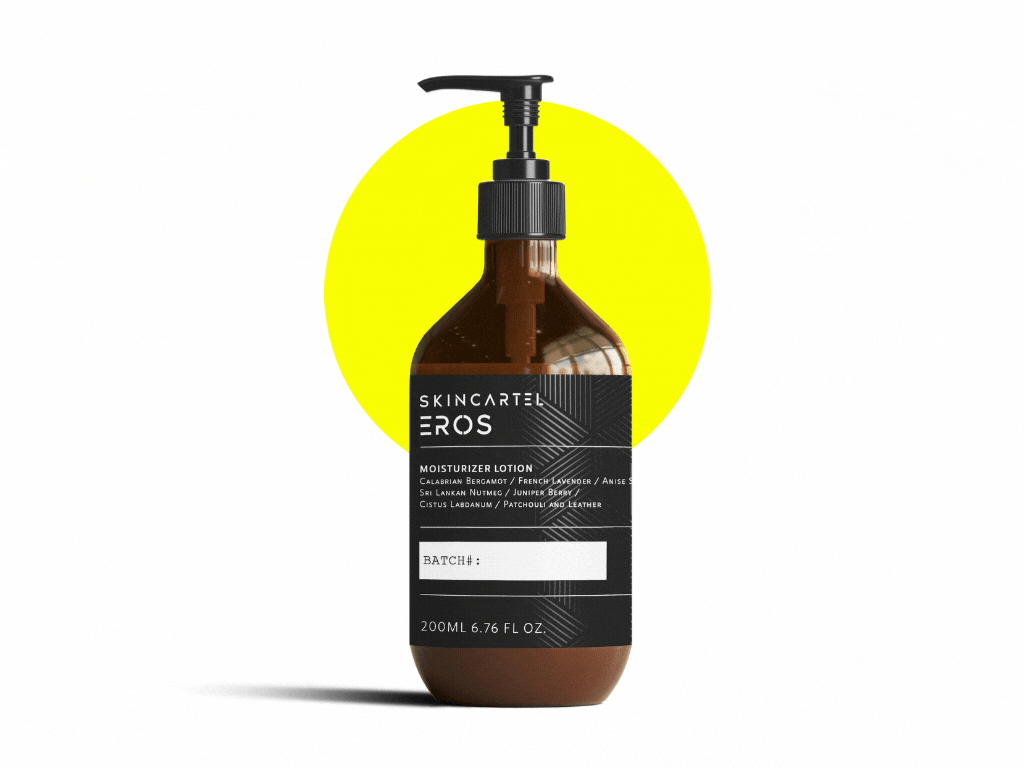 SKINCARTEL
EROS
MOISTURIZER LOTION
CALABRIAN BERGAMOT / FRENCH LAVENDER / ANISE
SRI LANKAN NUTMEG / JUNIPER BERRY /
CISTUS LABDANUM / PATCHOULI AND LEATHER
BATCH#:
200ML 6.76 FL OZ.